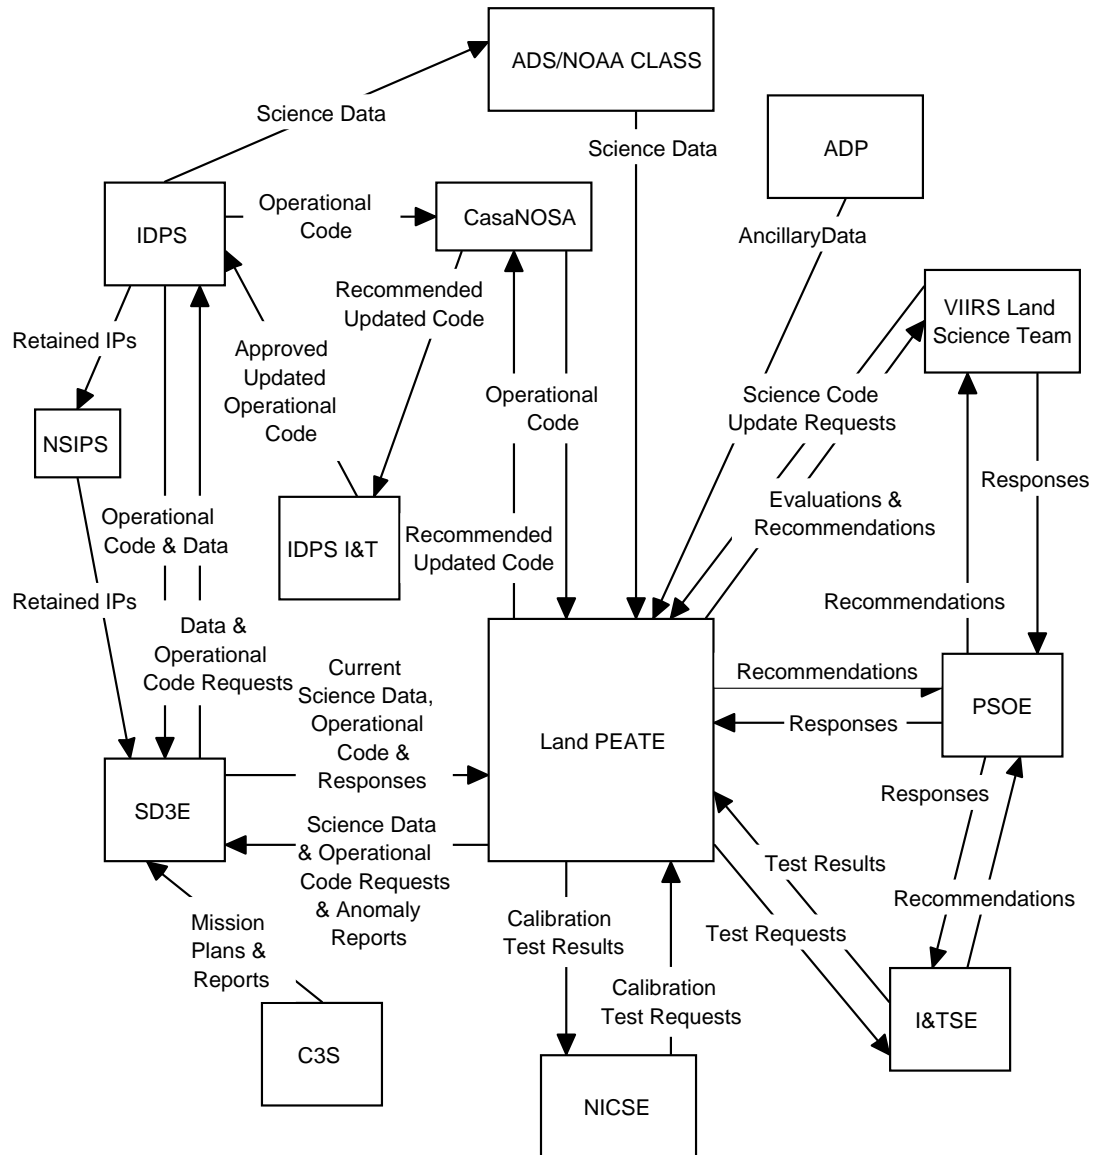 ADS/NOAA CLASS
Science Data
Science Data
ADP
IDPS
Operational
Code
CasaNOSA
AncillaryData
Recommended
Updated Code
VIIRS Land
Science Team
Retained IPs
Approved
Updated
Operational
Code
Operational
Code
Science Code
Update Requests
NSIPS
Responses
Operational
Code & Data
IDPS I&T
Recommended
Updated Code
Evaluations &
Recommendations
Retained IPs
Data &
Operational
Code Requests
Recommendations
Current
Science Data,
Operational
Code &
Responses
Land PEATE
Recommendations
Responses
PSOE
SD3E
Responses
Science Data
& Operational
Code Requests
& Anomaly
Reports
Test Results
Recommendations
Mission
Plans &
Reports
Calibration
Test Results
Test Requests
Calibration
Test Requests
I&TSE
C3S
NICSE